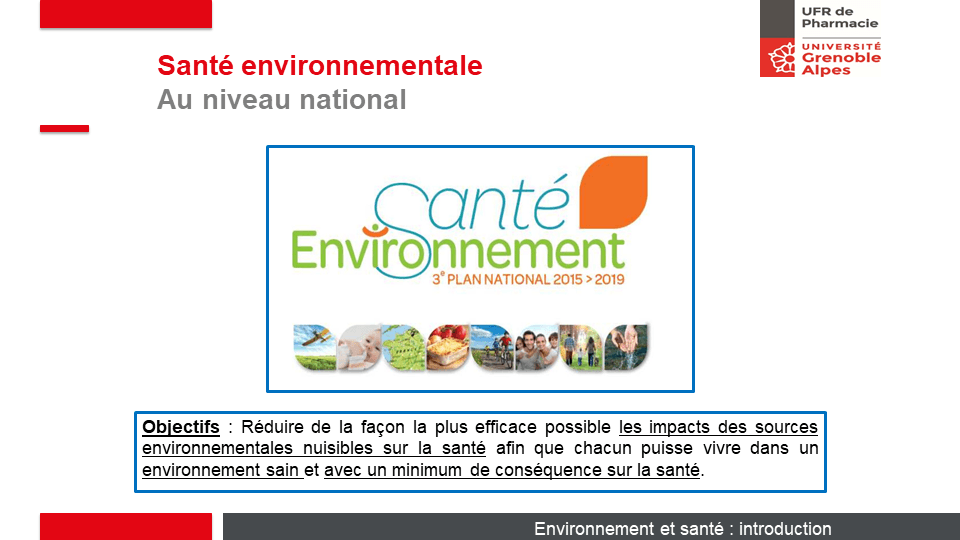 UFR de
Pharmacie
UNIVERSITÉ
Grenoble
Alpes
Santé environnementale
Au niveau national
Santé
Environnement
3e PLAN NATIONAL 2015 > 2019
Objectifs : Réduire de la façon la plus efficace possible les impacts des sources
environnementales nuisibles sur la santé afin que chacun puisse vivre dans un
environnement sain et avec un minimum de conséquence sur la santé.
Environnement et santé : introduction